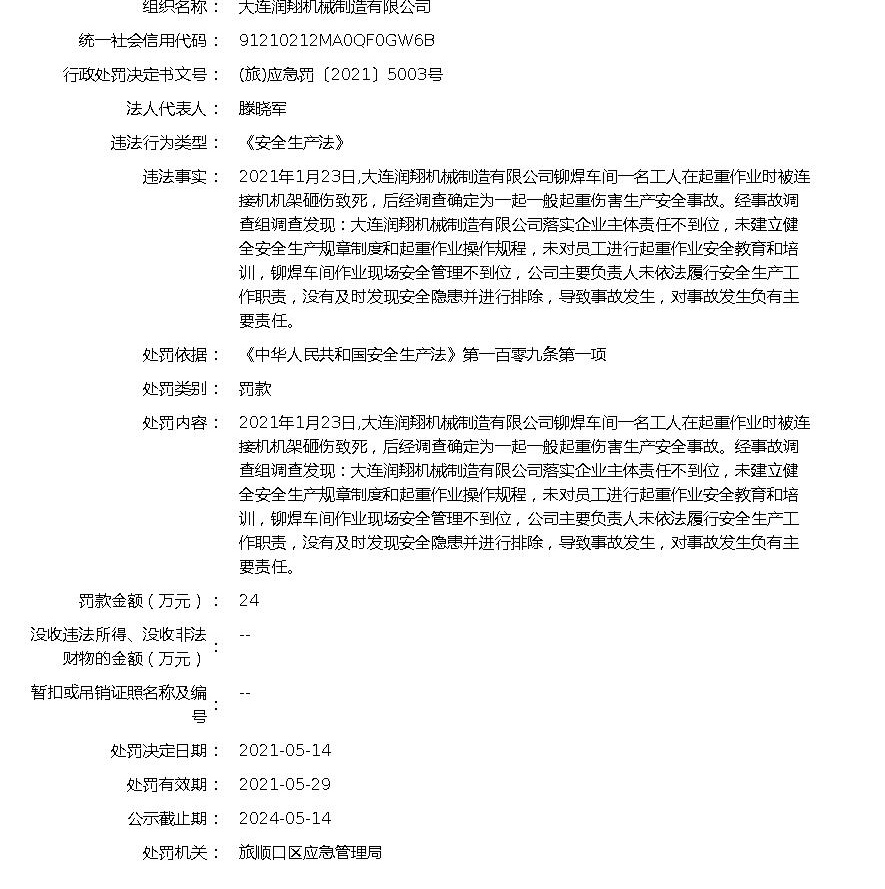 组织名称： 大连润翔机械制造有限公司
统一社会信用代码： 91210212MA0QF0GW6B
行政处罚决定书文号： (旅)应急罚〔2021〕5003号
法人代表人： 滕晓军
违法行为类型： 《安全生产法》
违法事实： 2021年1月23日,大连润翔机械制造有限公司铆焊车间一名工人在起重作业时被连
接机机架砸伤致死，后经调查确定为一起一般起重伤害生产安全事故。经事故调
查组调查发现：大连润翔机械制造有限公司落实企业主体责任不到位，未建立健
全安全生产规章制度和起重作业操作规程，未对员工进行起重作业安全教育和培
训，铆焊车间作业现场安全管理不到位，公司主要负责人未依法履行安全生产工
作职责，没有及时发现安全隐患并进行排除，导致事故发生，对事故发生负有主
要责任。
处罚依据： 《中华人民共和国安全生产法》第一百零九条第一项
处罚类别： 罚款
处罚内容： 2021年1月23日,大连润翔机械制造有限公司铆焊车间一名工人在起重作业时被连
接机机架砸伤致死，后经调查确定为一起一般起重伤害生产安全事故。经事故调
查组调查发现：大连润翔机械制造有限公司落实企业主体责任不到位，未建立健
全安全生产规章制度和起重作业操作规程，未对员工进行起重作业安全教育和培
训，铆焊车间作业现场安全管理不到位，公司主要负责人未依法履行安全生产工
作职责，没有及时发现安全隐患并进行排除，导致事故发生，对事故发生负有主
要责任。
罚款金额（万元）： 24
没收违法所得、没收非法
财物的金额（万元）： --
暂扣或吊销证照名称及编
号： --
处罚决定日期： 2021-05-14
处罚有效期： 2021-05-29
公示截止期： 2024-05-14
处罚机关： 旅顺口区应急管理局